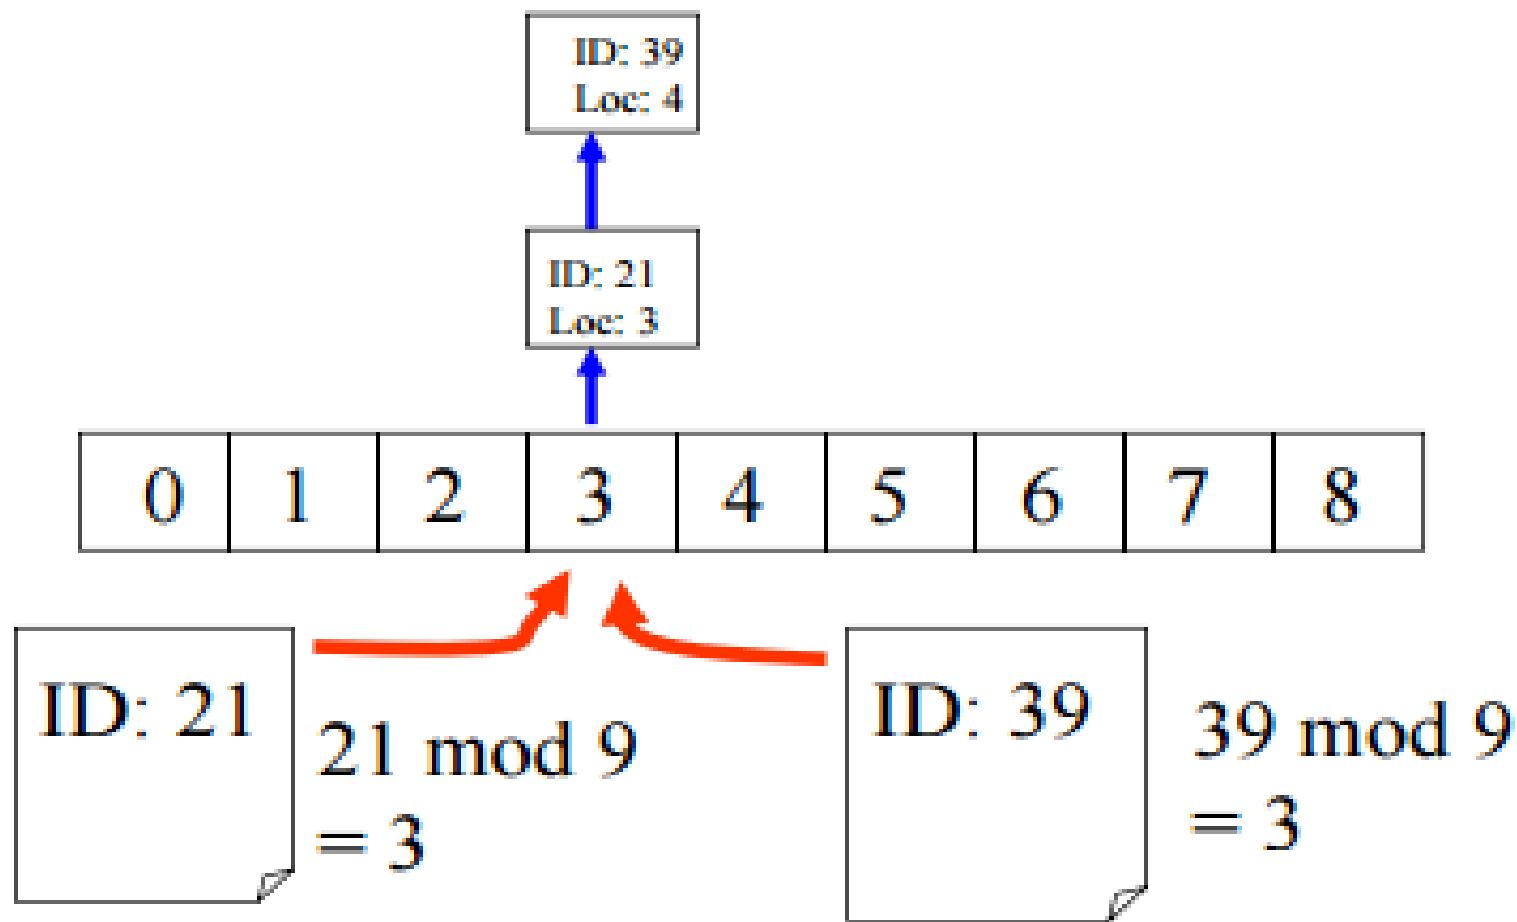 ID: 39
Loc: 4
ID: 21
Loc: 3
0 1 2 3 4 5 6 7 8
ID: 21
21 mod 9
= 3
ID: 39
39 mod 9
= 3